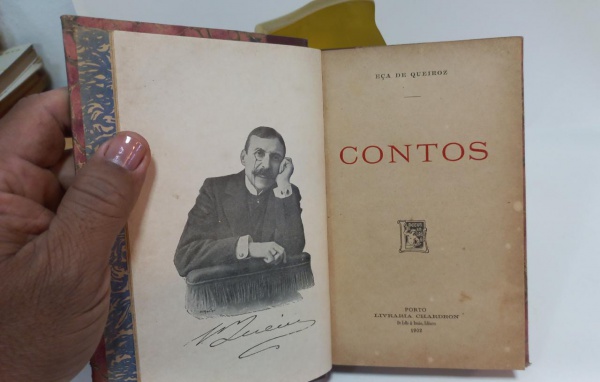 EÇA DE QUEIROZ
CONTOS
PORTO
LIVRARIA CHARDRON